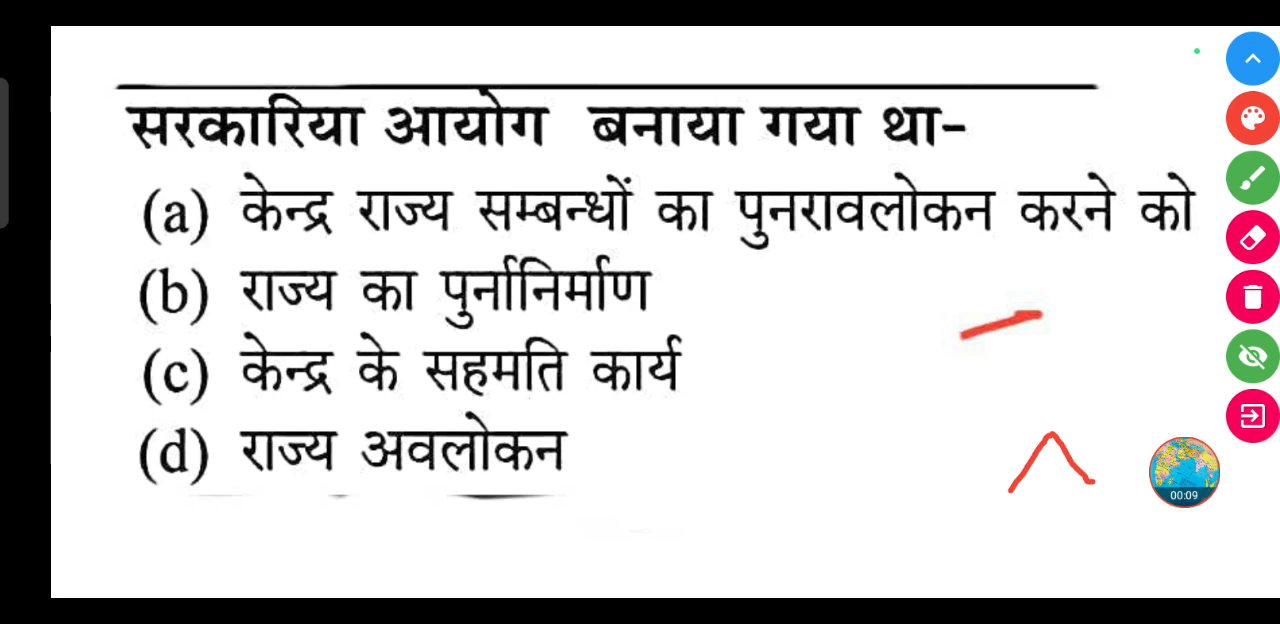 सरकारिया आयोग बनाया गया था-
(a) केन्द्र राज्य सम्बन्धों का पुनरावलोकन करने को
(b) राज्य का पुर्नानिर्माण
(c) केन्द्र के सहमति कार्य
(d) राज्य अवलोकन
00:09